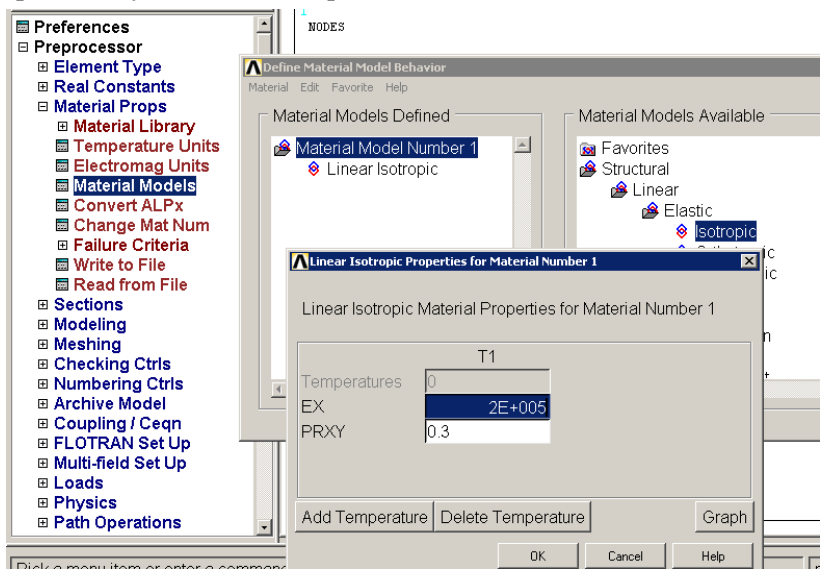 Preferences
Preprocessor
Element Type
Real Constants
Material Props
Material Library
Temperature Units
Electromag Units
Material Models
Convert ALPx
Change Mat Num
Failure Criteria
Write to File
Read from File
Sections
Modeling
Meshing
Checking Ctrls
Numbering Ctrls
Archive Model
Coupling / Ceqn
FLOTRAN Set Up
Multi-field Set Up
Loads
Physics
Path Operations
1
NODES
Define Material Model Behavior
Material Edit Favorite Help
Material Models Defined
Material Model Number 1
Linear Isotropic
Material Models Available
Favorites
Structural
Linear
Elastic
Isotropic
Linear Isotropic Properties for Material Number 1
Linear Isotropic Material Properties for Material Number 1
T1
Temperatures 0
EX 2E+005
PRXY 0.3
Add Temperature Delete Temperature Graph
OK Cancel Help